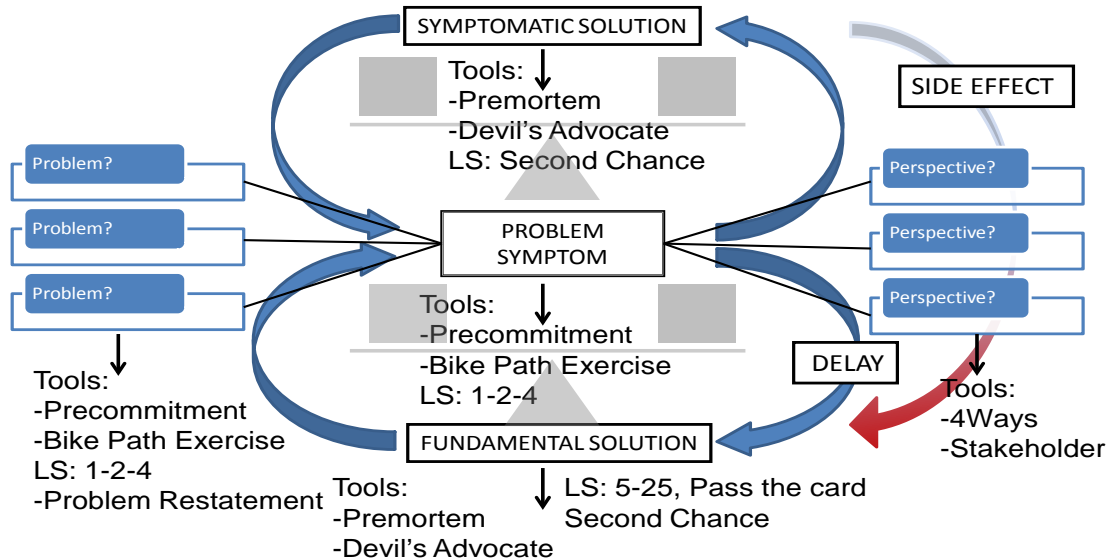 SYMPTOMATIC SOLUTION
Tools:
-Premortem
-Devil's Advocate
LS: Second Chance
SIDE EFFECT
Problem?
Problem?
Problem?
Tools:
-Precommitment
-Bike Path Exercise
LS: 1-2-4
-Problem Restatement
PROBLEM
SYMPTOM
Tools:
-Precommitment
-Bike Path Exercise
LS: 1-2-4
Perspective?
Perspective?
Perspective?
DELAY
Tools:
-4Ways
-Stakeholder
FUNDAMENTAL SOLUTION
Tools:
-Premortem
-Devil's Advocate
LS: 5-25, Pass the card
Second Chance